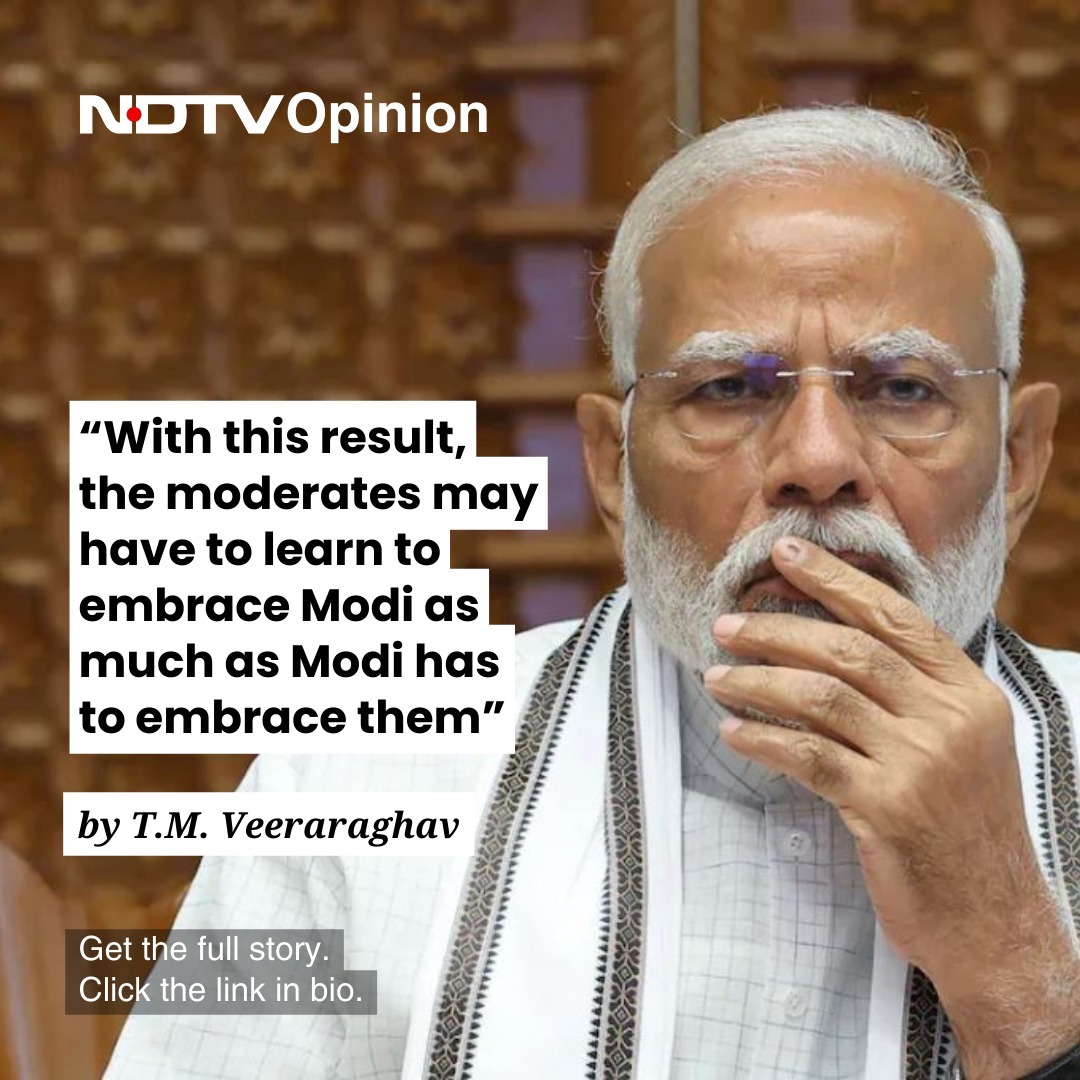 NDTV Opinion
“With this result,
the moderates may
have to learn to
embrace Modi as
much as Modi has
to embrace them”
by T.M. Veeraraghav
Get the full story.
Click the link in bio.